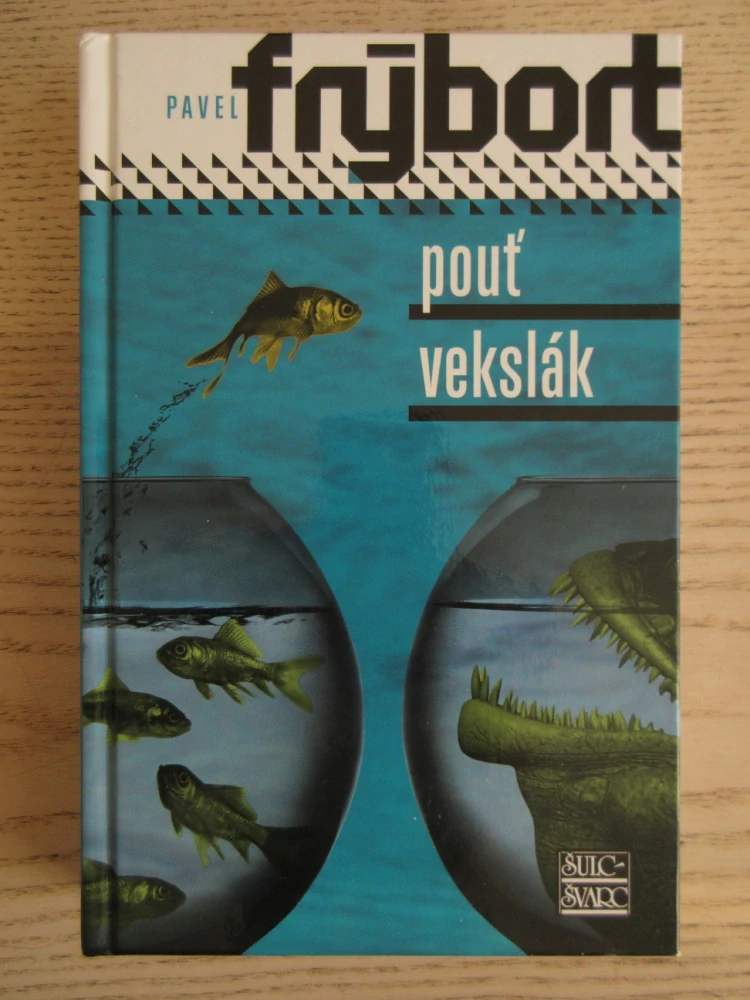 PAVEL frýbort
pouť
vekslák
ŠULC-
ŠVARC